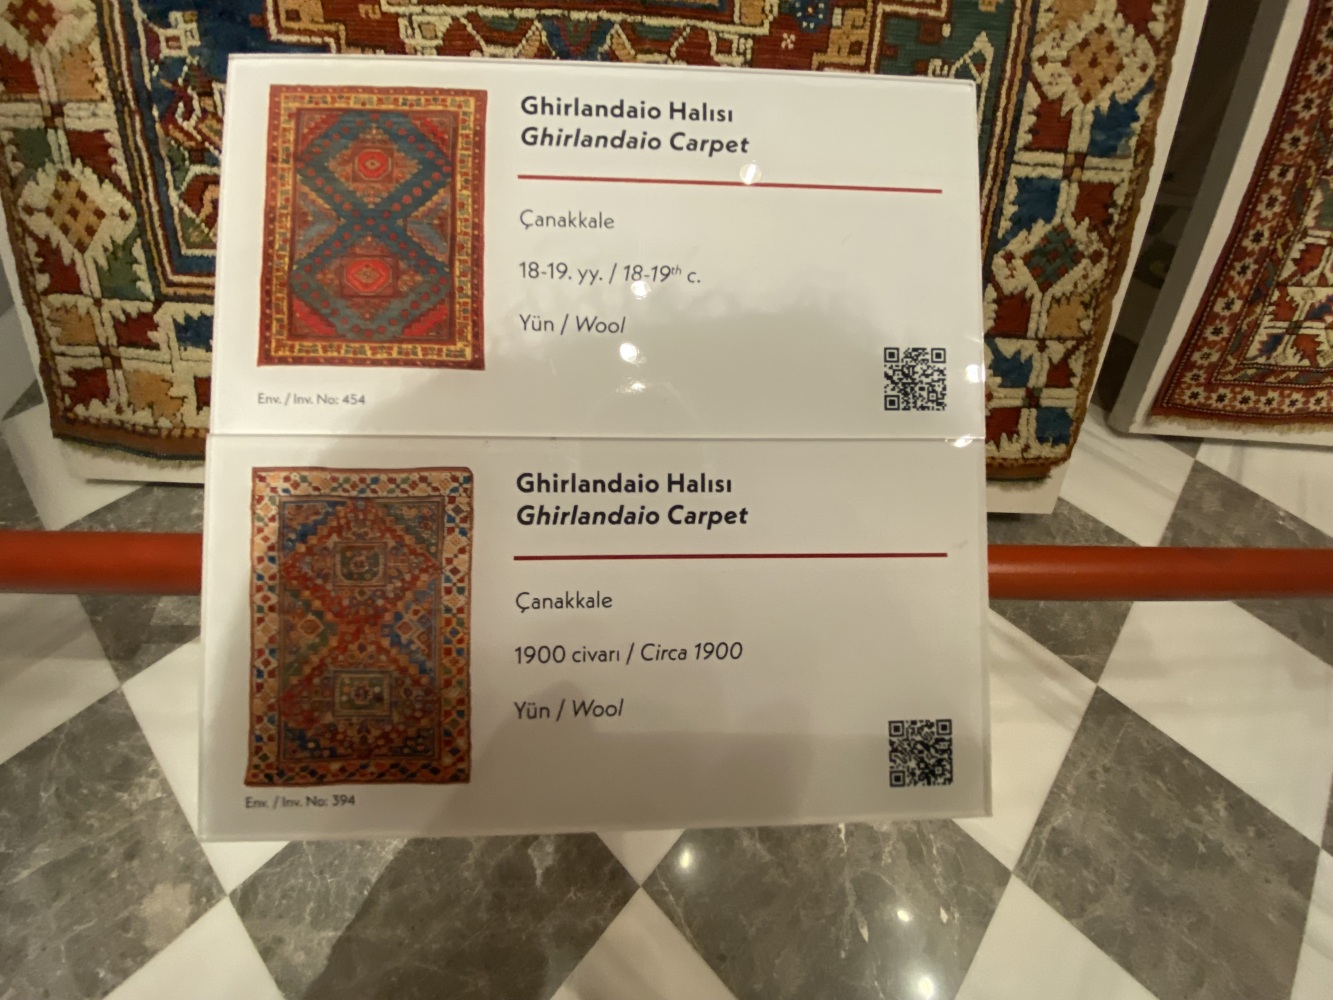 Ghirlandaio Halısı
Ghirlandaio Carpet
Çanakkale
18-19. yy. / 18-19th c.
Yün / Wool
Env. / Inv. No: 454
Ghirlandaio Halısı
Ghirlandaio Carpet
Çanakkale
1900 civarı / Circa 1900
Yün / Wool
Env. / Inv. No: 394